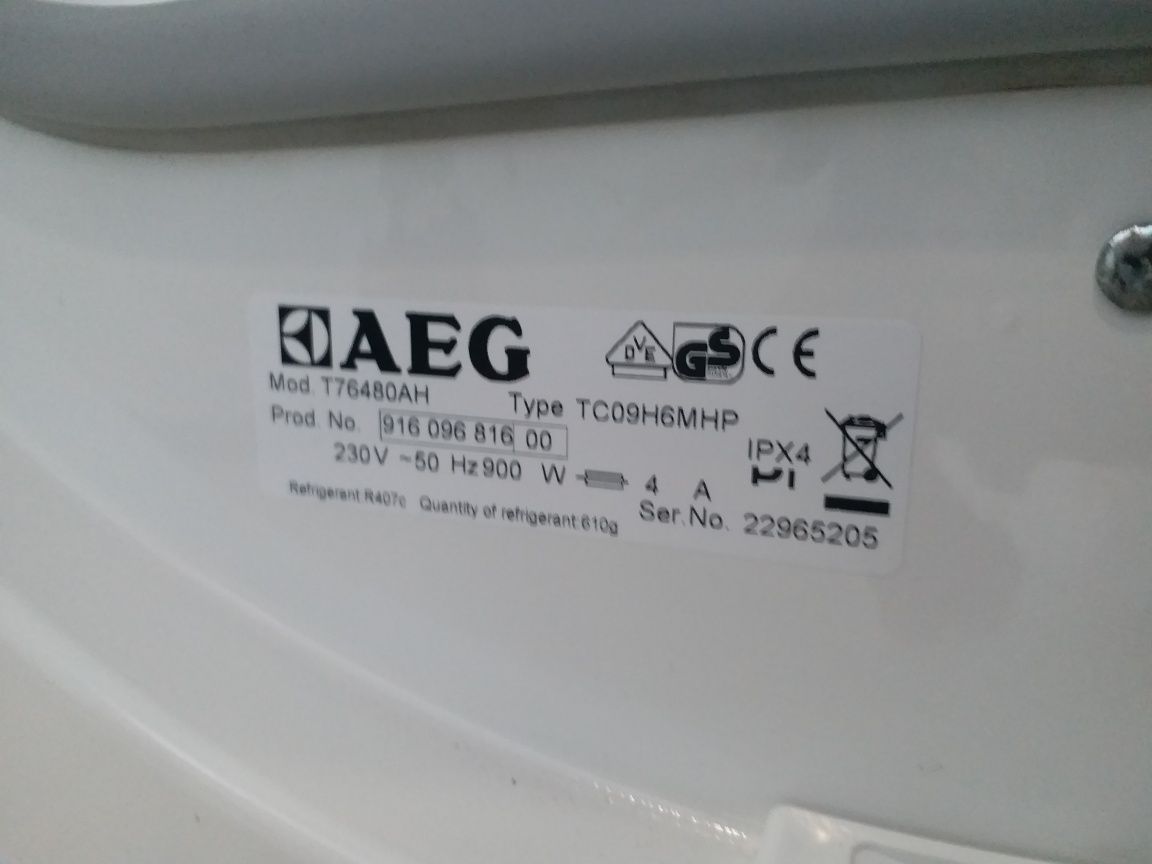 AEG
DVE GS CE
Mod. T76480AH Type TC09H6MHP
Prod. No. 916 096 816 00
IPX4
230V ~50 Hz 900 W 4 A
Refrigerant R407c Quantity of refrigerant 610g
Ser.No. 22965205